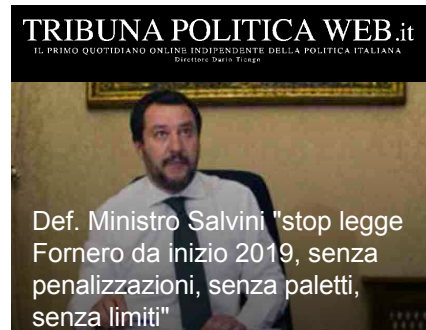 TRIBUNA POLITICA WEB.it
IL PRIMO QUOTIDIANO ONLINE INDIPENDENTE DELLA POLITICA ITALIANA
Direttore Dario Tiengo
Def. Ministro Salvini "stop legge
Fornero da inizio 2019, senza
penalizzazioni, senza paletti,
senza limiti"